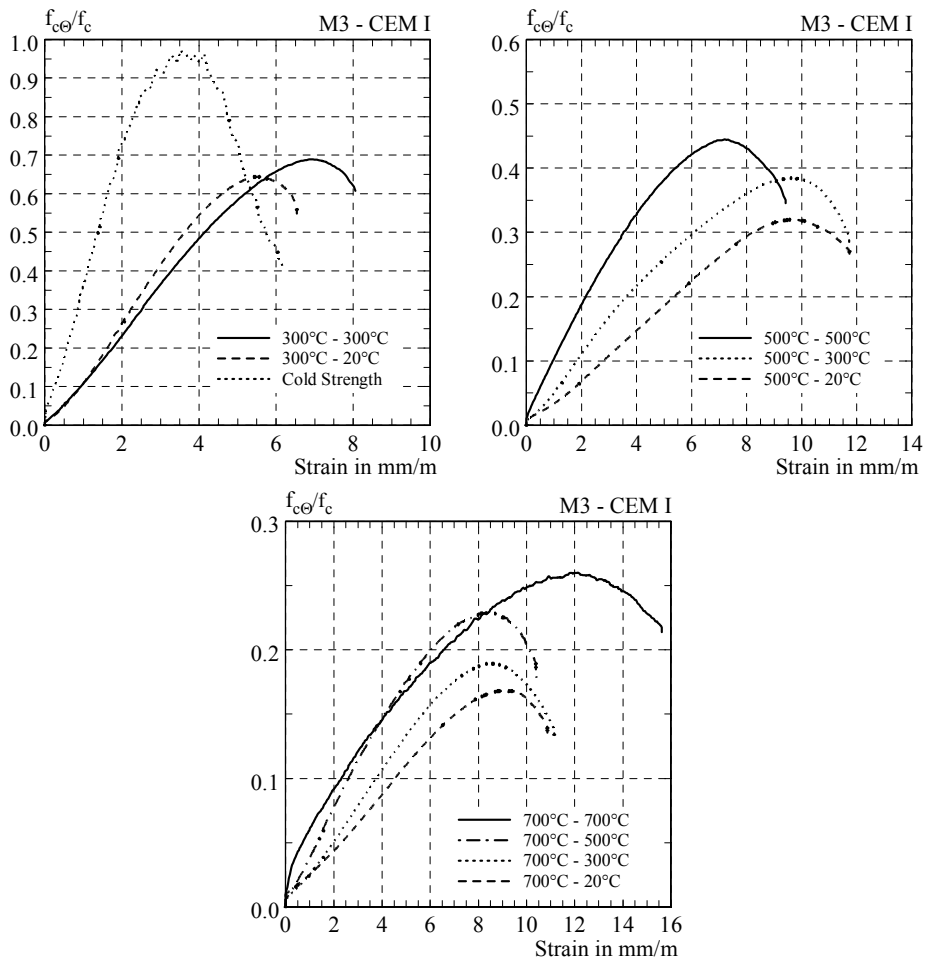 f_cΘ/f_c M3 - CEM I
1.0
0.9
0.8
0.7
0.6
0.5
0.4
0.3
0.2
0.1
0.0
300°C - 300°C
300°C - 20°C
Cold Strength
0 2 4 6 8 10
Strain in mm/m
f_cΘ/f_c M3 - CEM I
0.6
0.5
0.4
0.3
0.2
0.1
0.0
500°C - 500°C
500°C - 300°C
500°C - 20°C
0 2 4 6 8 10 12 14
Strain in mm/m
f_cΘ/f_c M3 - CEM I
0.3
0.2
0.1
0.0
700°C - 700°C
700°C - 500°C
700°C - 300°C
700°C - 20°C
0 2 4 6 8 10 12 14 16
Strain in mm/m